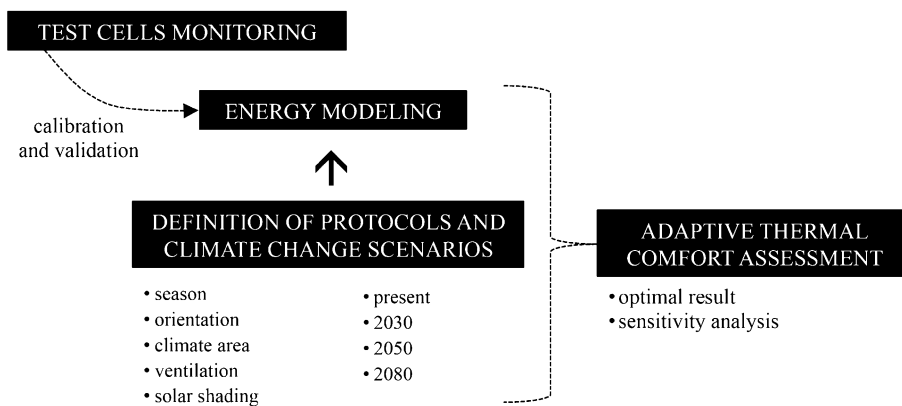 TEST CELLS MONITORING
ENERGY MODELING
calibration
and validation
DEFINITION OF PROTOCOLS AND
CLIMATE CHANGE SCENARIOS
• season
• orientation
• climate area
• ventilation
• solar shading
• present
• 2030
• 2050
• 2080
ADAPTIVE THERMAL
COMFORT ASSESSMENT
• optimal result
• sensitivity analysis